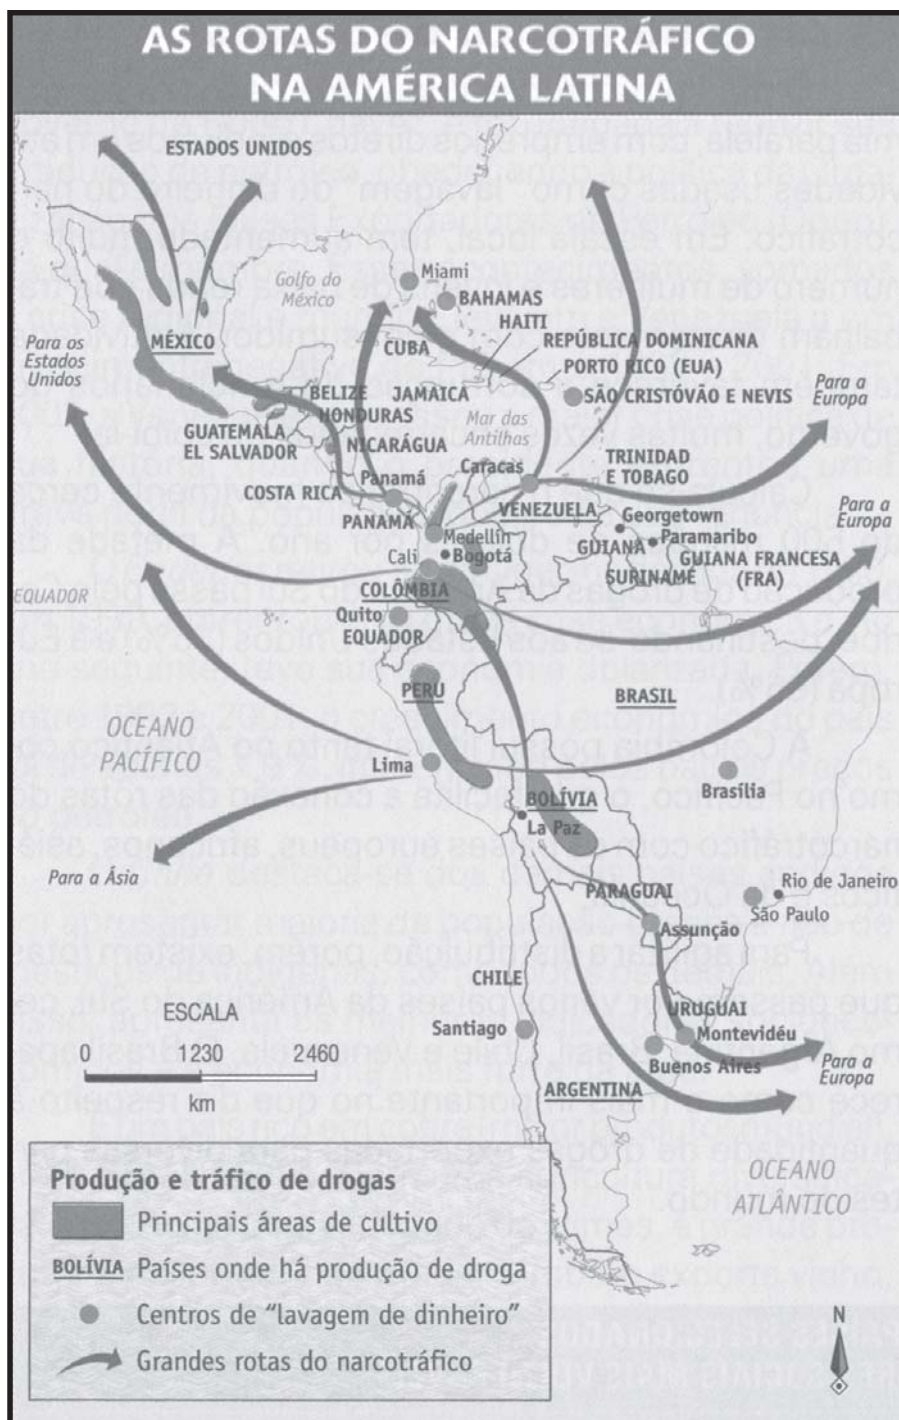 AS ROTAS DO NARCOTRÁFICO
NA AMÉRICA LATINA
ESTADOS UNIDOS
Golfo do
México
Miami
BAHAMAS
HAITI
CUBA
REPÚBLICA DOMINICANA
PORTO RICO (EUA)
MÉXICO
Para os
Estados
Unidos
Para a
Europa
BELIZE
JAMAICA
HONDURAS
SÃO CRISTÓVÃO E NEVIS
Mar das
Antilhas
GUATEMALA
EL SALVADOR
NICARÁGUA
Caracas
TRINIDAD
E TOBAGO
COSTA RICA
Panamá
PANAMÁ
VENEZUELA
Georgetown
Para a
Europa
Medellín
Bogotá
Paramaribo
GUIANA
GUIANA FRANCESA
(FRA)
SURINAME
Cali
COLÔMBIA
EQUADOR
Quito
EQUADOR
PERU
BRASIL
OCEANO
PACÍFICO
Lima
Brasília
BOLÍVIA
La Paz
Para a Ásia
PARAGUAI
Rio de Janeiro
São Paulo
Assunção
CHILE
ESCALA
0 1230 2460
km
Santiago
URUGUAI
Montevidéu
Buenos Aires
Para a
Europa
ARGENTINA
OCEANO
ATLÂNTICO
Produção e tráfico de drogas
Principais áreas de cultivo
BOLÍVIA Países onde há produção de droga
Centros de "lavagem de dinheiro"
Grandes rotas do narcotráfico
N